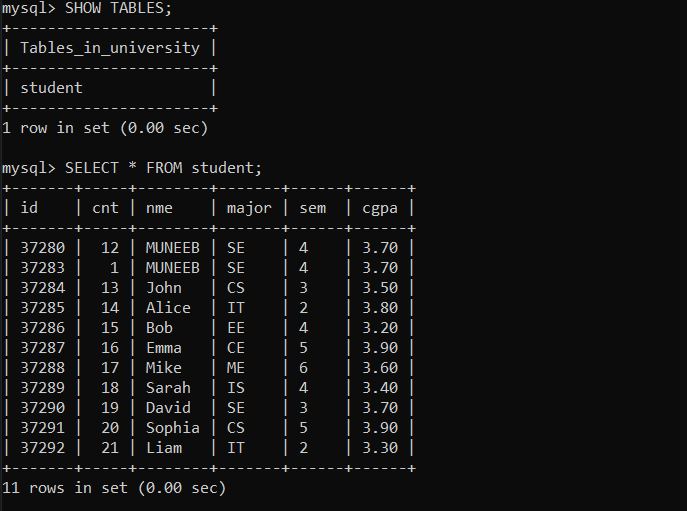 mysql> SHOW TABLES;
+----------------------+
| Tables_in_university |
+----------------------+
| student              |
+----------------------+
1 row in set (0.00 sec)

mysql> SELECT * FROM student;
+-------+-----+--------+-------+------+------+
| id    | cnt | nme    | major | sem  | cgpa |
+-------+-----+--------+-------+------+------+
| 37280 |  12 | MUNEEB | SE    | 4    | 3.70 |
| 37283 |   1 | MUNEEB | SE    | 4    | 3.70 |
| 37284 |  13 | John   | CS    | 3    | 3.50 |
| 37285 |  14 | Alice  | IT    | 2    | 3.80 |
| 37286 |  15 | Bob    | EE    | 4    | 3.20 |
| 37287 |  16 | Emma   | CE    | 5    | 3.90 |
| 37288 |  17 | Mike   | ME    | 6    | 3.60 |
| 37289 |  18 | Sarah  | IS    | 4    | 3.40 |
| 37290 |  19 | David  | SE    | 3    | 3.70 |
| 37291 |  20 | Sophia | CS    | 5    | 3.90 |
| 37292 |  21 | Liam   | IT    | 2    | 3.30 |
+-------+-----+--------+-------+------+------+
11 rows in set (0.00 sec)